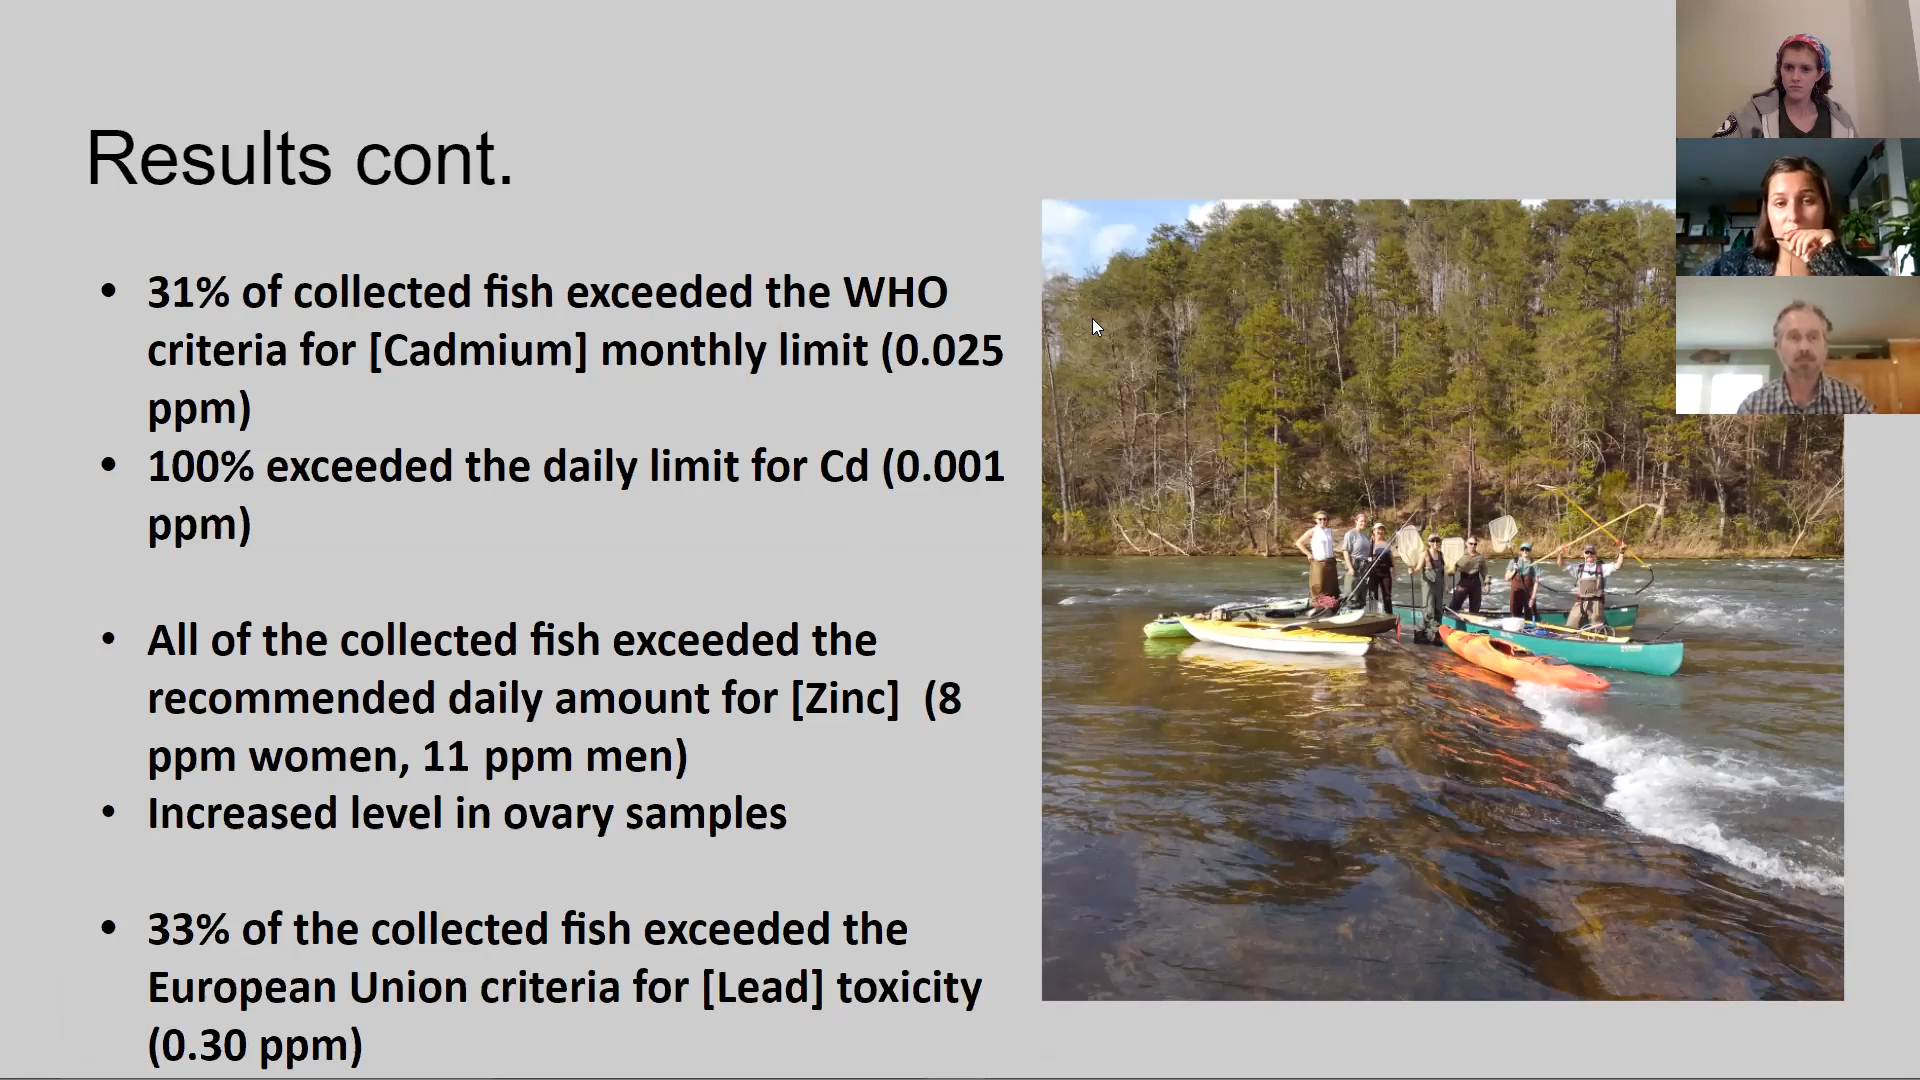 Results cont.
• 31% of collected fish exceeded the WHO
criteria for [Cadmium] monthly limit (0.025
ppm)
• 100% exceeded the daily limit for Cd (0.001
ppm)
• All of the collected fish exceeded the
recommended daily amount for [Zinc] (8
ppm women, 11 ppm men)
• Increased level in ovary samples
• 33% of the collected fish exceeded the
European Union criteria for [Lead] toxicity
(0.30 ppm)